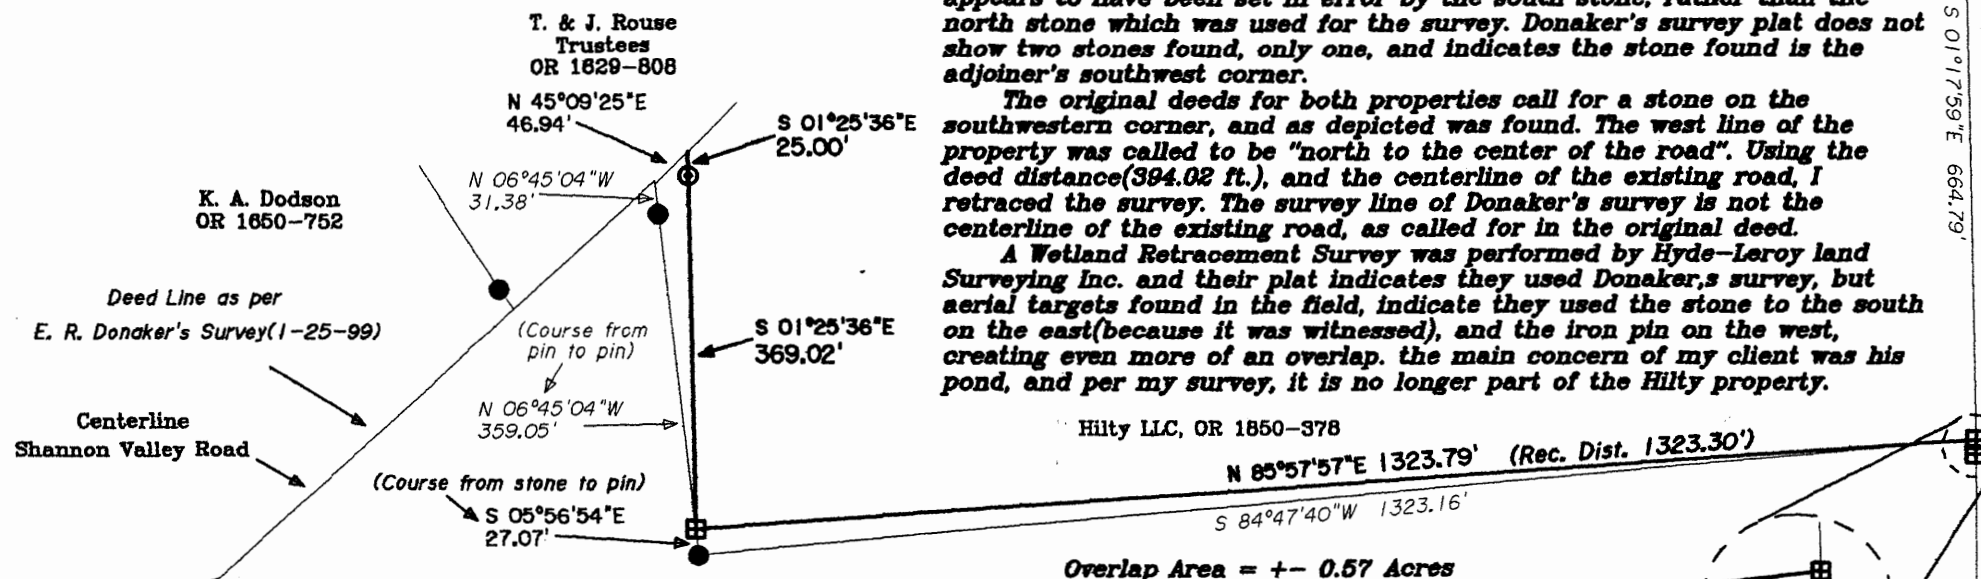 T. & J. Rouse
Trustees
OR 1629-808
N 45°09'25"E
46.94'
S 01°25'36"E
25.00'
N 06°45'04"W
31.38'
K. A. Dodson
OR 1650-752
Deed Line as per
E. R. Donaker's Survey(1-25-99)
(Course from
pin to pin)
S 01°25'36"E
369.02'
N 06°45'04"W
359.05'
Centerline
Shannon Valley Road
(Course from stone to pin)
S 05°56'54"E
27.07'
appears to have been set in error by the south stone, rather than the
north stone which was used for the survey. Donaker's survey plat does not
show two stones found, only one, and indicates the stone found is the
adjoiner's southwest corner.
The original deeds for both properties call for a stone on the
southwestern corner, and as depicted was found. The west line of the
property was called to be "north to the center of the road". Using the
deed distance(394.02 ft.), and the centerline of the existing road, I
retraced the survey. The survey line of Donaker's survey is not the
centerline of the existing road, as called for in the original deed.
A Wetland Retracement Survey was performed by Hyde-Leroy land
Surveying Inc. and their plat indicates they used Donaker,s survey, but
aerial targets found in the field, indicate they used the stone to the south
on the east(because it was witnessed), and the iron pin on the west,
creating even more of an overlap. the main concern of my client was his
pond, and per my survey, it is no longer part of the Hilty property.
Hilty LLC, OR 1850-378
N 85°57'57"E 1323.79' (Rec. Dist. 1323.30')
S 84°47'40"W 1323.16'
Overlap Area = +- 0.57 Acres
S 01°17'59"E 664.79'